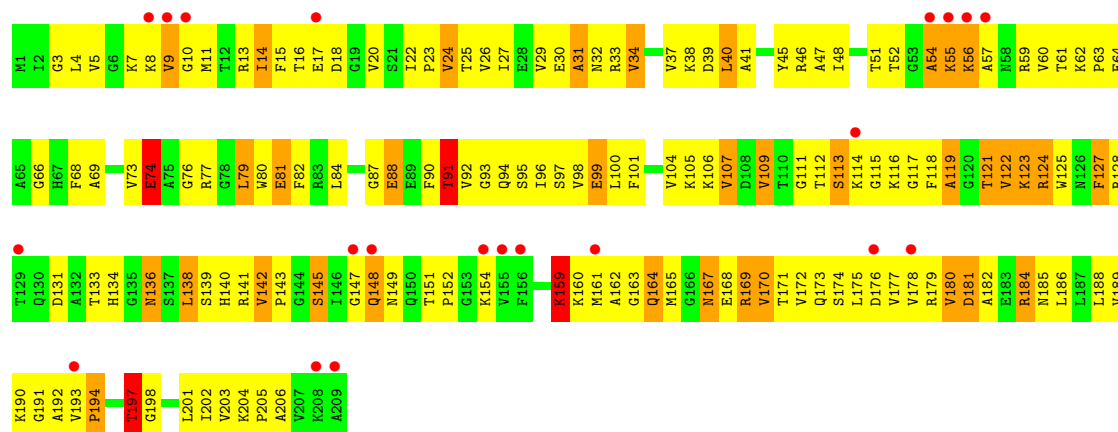 M1 I2 G3 L4 V5 G6 K7 K8 V9 G10 M11 T12 R13 I14 F15 T16 E17 D18 G19 V20 S21 I22 P23 V24 T25 V26 I27 E28 V29 E30 A31 N32 R33 V34 V37 K38 D39 L40 A41 Y45 R46 A47 I48 T51 T52 G53 A54 K55 K56 A57 N58 R59 V60 T61 K62 P63
A65 G66 H67 F68 A69 V73 E74 A75 G76 R77 G78 L79 W80 E81 F82 R83 L84 G87 E88 E89 F90 T91 V92 G93 Q94 S95 I96 S97 V98 E99 L100 F101 V104 K105 K106 V107 D108 V109 T110 G111 T112 S113 K114 G115 K116 G117 F118 A119 G120 T121 V122 K123 R124 W125 N126 F127
T129 Q130 D131 A132 T133 H134 G135 N136 S137 L138 S139 H140 R141 V142 P143 G144 S145 I146 G147 Q148 N149 Q150 T151 P152 G153 K154 V155 F156 K159 K160 M161 A162 G163 Q164 M165 G166 N167 E168 R169 V170 T171 V172 Q173 S174 L175 D176 V177 V178 R179 V180 D181 A182 E183 R184 N185 L186 L187 L188
K190 G191 A192 V193 P194 T197 G198 L201 I202 V203 K204 P205 A206 V207 K208 A209